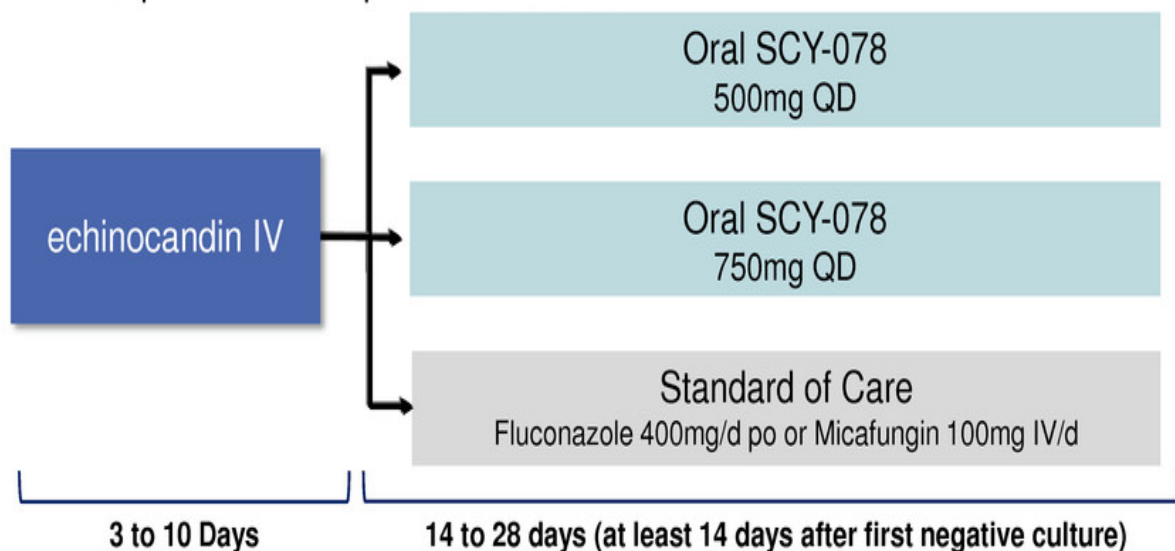 echinocandin IV
Oral SCY-078
500mg QD
Oral SCY-078
750mg QD
Standard of Care
Fluconazole 400mg/d po or Micafungin 100mg IV/d
3 to 10 Days
14 to 28 days (at least 14 days after first negative culture)